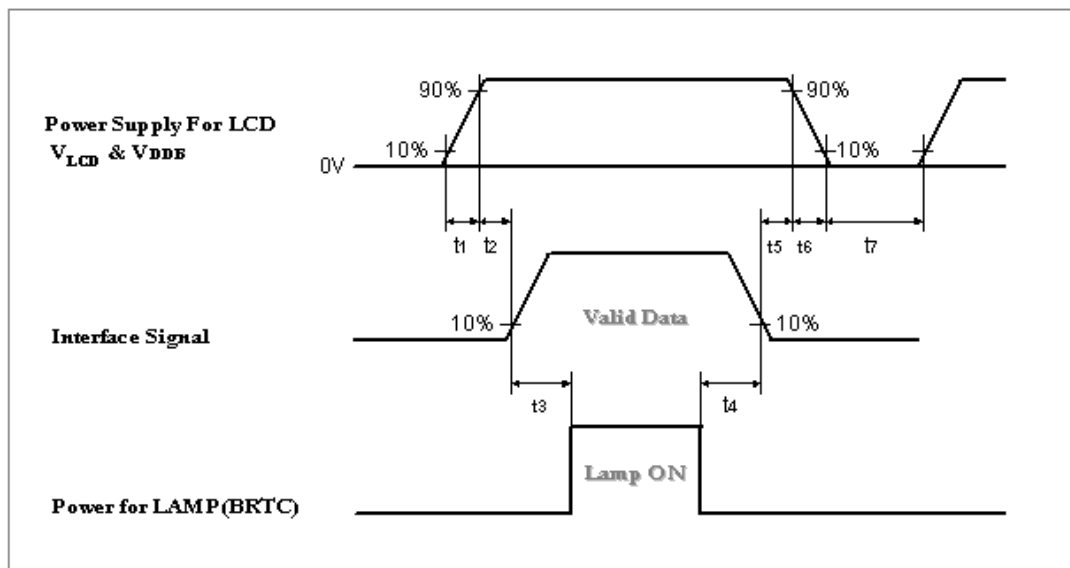 90%
90%
Power Supply For LCD
VLCD & VDDB
10%
10%
0V
t1
t2
t5
t6
t7
Valid Data
10%
10%
Interface Signal
t3
t4
Lamp ON
Power for LAMP(BRTC)